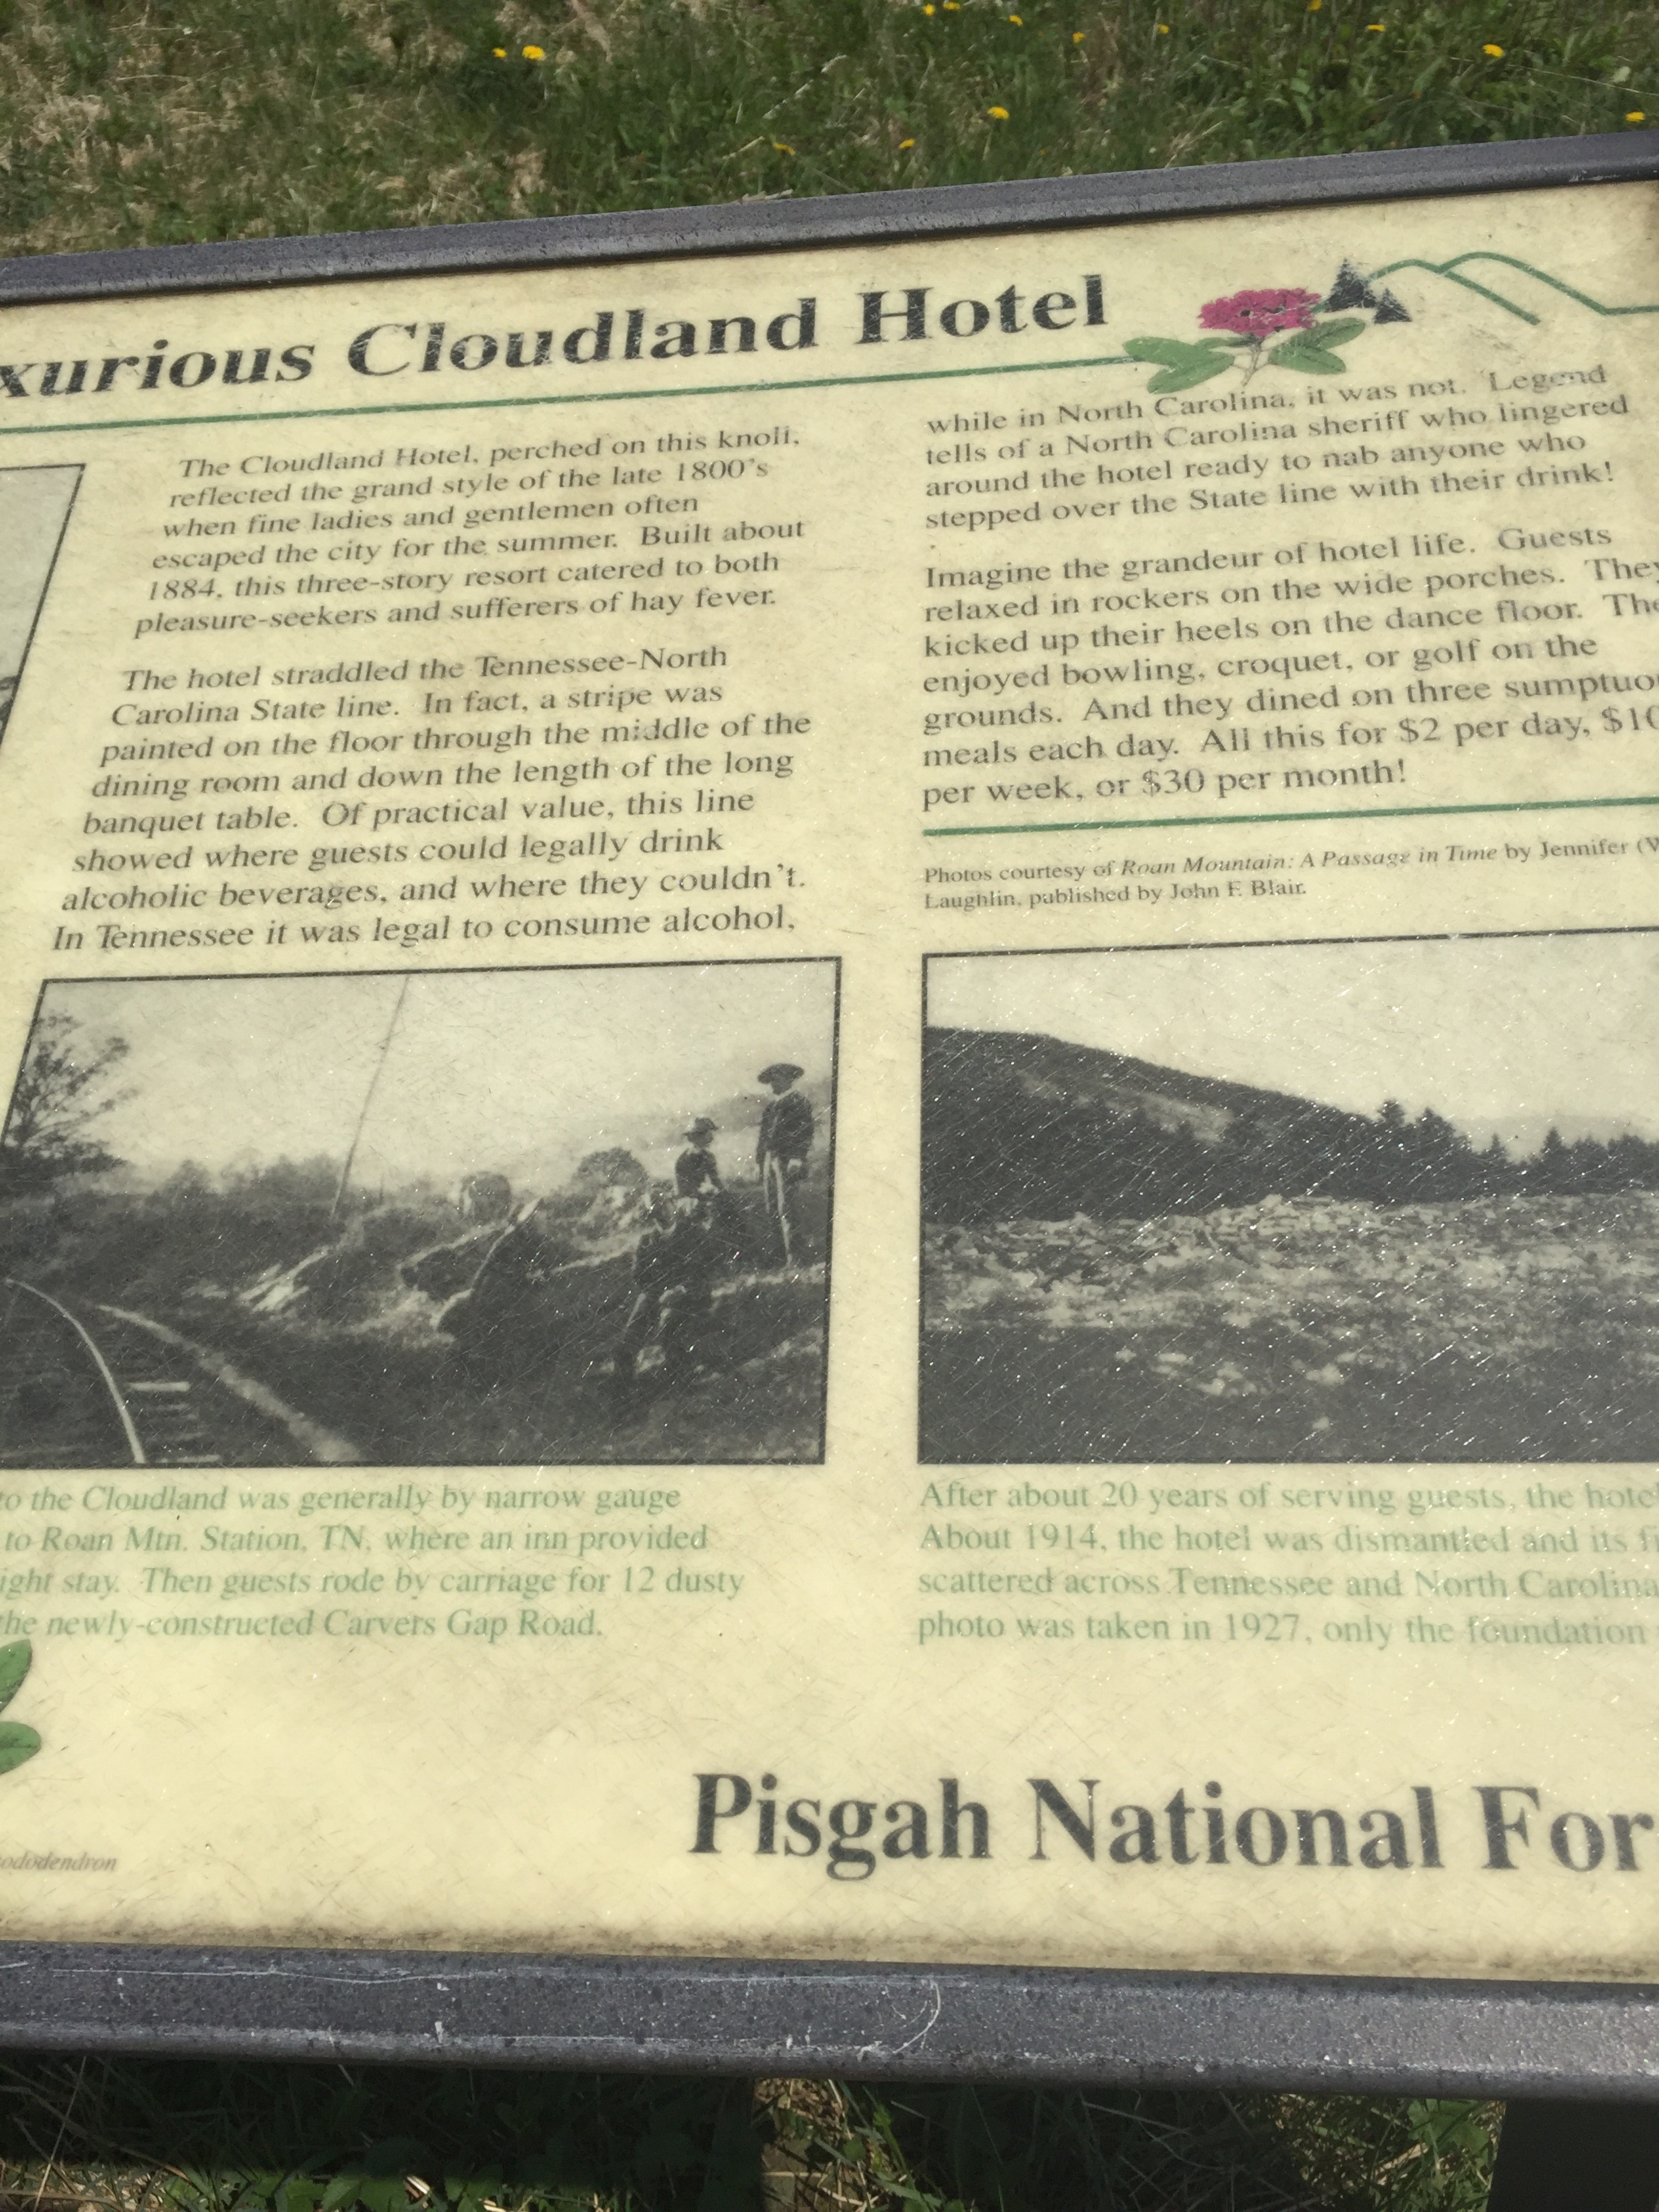 xurious Cloudland Hotel
The Cloudland Hotel, perched on this knoll,
reflected the grand style of the late 1800's
when fine ladies and gentlemen often
escaped the city for the summer. Built about
1884, this three-story resort catered to both
pleasure-seekers and sufferers of hay fever.
The hotel straddled the Tennessee-North
Carolina State line. In fact, a stripe was
painted on the floor through the middle of the
dining room and down the length of the long
banquet table. Of practical value, this line
showed where guests could legally drink
alcoholic beverages, and where they couldn't.
In Tennessee it was legal to consume alcohol,
while in North Carolina, it was not. Legend
tells of a North Carolina sheriff who lingered
around the hotel ready to nab anyone who
stepped over the State line with their drink!
Imagine the grandeur of hotel life. Guests
relaxed in rockers on the wide porches. They
kicked up their heels on the dance floor. The
enjoyed bowling, croquet, or golf on the
grounds. And they dined on three sumptuo
meals each day. All this for $2 per day, $10
per week, or $30 per month!
Photos courtesy of Roan Mountain: A Passage in Time by Jennifer (
Laughlin, published by John F. Blair.
to the Cloudland was generally by narrow gauge
to Roan Mtn. Station, TN, where an inn provided
ight stay. Then guests rode by carriage for 12 dusty
the newly-constructed Carvers Gap Road.
After about 20 years of serving guests, the hotel
About 1914, the hotel was dismantled and its fi
scattered across Tennessee and North Carolina
photo was taken in 1927, only the foundation
ododendron
Pisgah National For